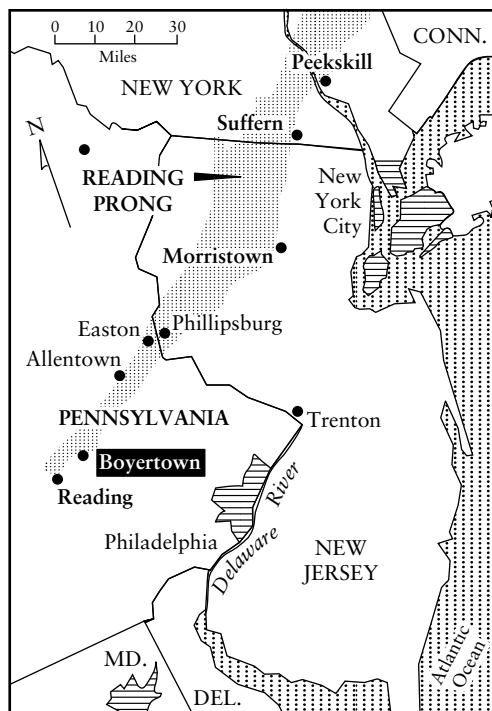 0 10 20 30
Miles
CONN.
Peekskill
NEW YORK
Suffern
N
READING
PRONG
New
York
City
Morristown
Easton
Phillipsburg
Allentown
PENNSYLVANIA
Trenton
Boyertown
Reading
River
Philadelphia
Delaware
NEW
JERSEY
Atlantic
Ocean
MD.
DEL.